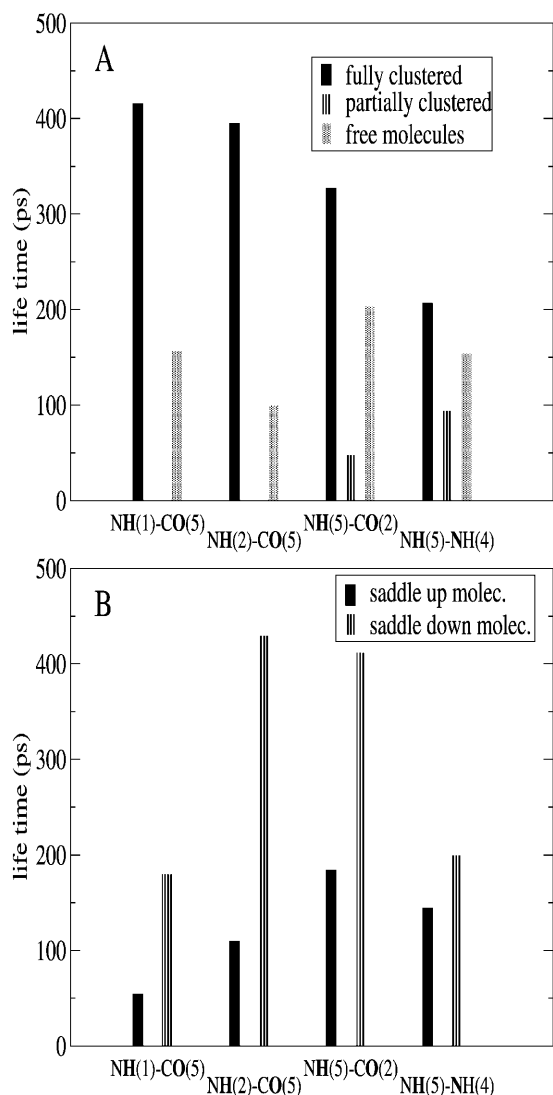 500
A
fully clustered
partially clustered
free molecules
400
300
200
100
0
life time (ps)
NH(1)-CO(5)
NH(2)-CO(5)
NH(5)-CO(2)
NH(5)-NH(4)
500
B
saddle up molec.
saddle down molec.
400
300
200
100
0
life time (ps)
NH(1)-CO(5)
NH(2)-CO(5)
NH(5)-CO(2)
NH(5)-NH(4)